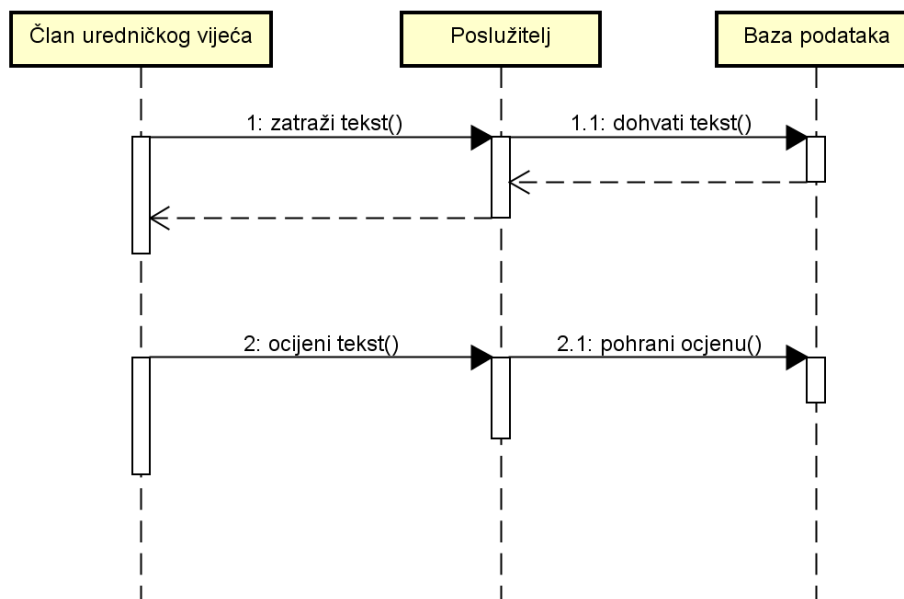 Član uredničkog vijeća
Poslužitelj
Baza podataka
1: zatraži tekst()
1.1: dohvati tekst()
2: ocijeni tekst()
2.1: pohrani ocjenu()